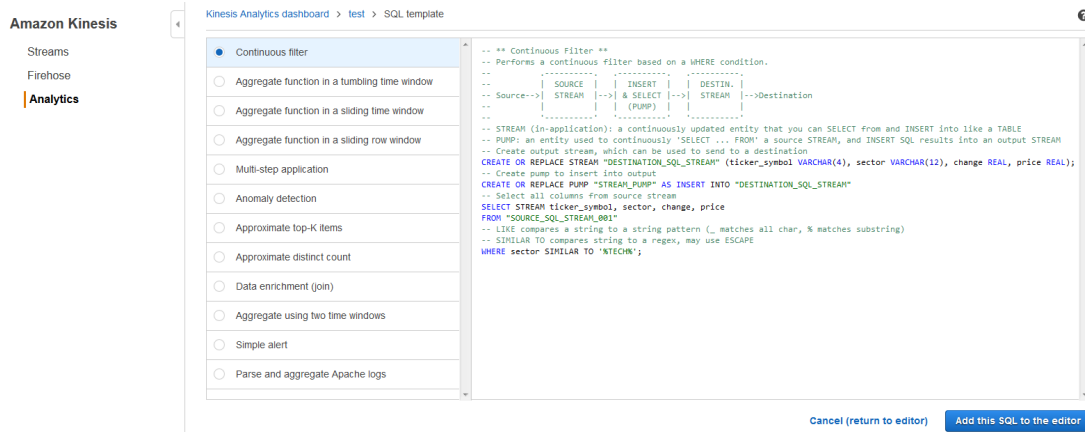 Amazon Kinesis
Streams
Firehose
Analytics
Kinesis Analytics dashboard > test > SQL template
Continuous filter
Aggregate function in a tumbling time window
Aggregate function in a sliding time window
Aggregate function in a sliding row window
Multi-step application
Anomaly detection
Approximate top-K items
Approximate distinct count
Data enrichment (join)
Aggregate using two time windows
Simple alert
Parse and aggregate Apache logs
-- ** Continuous Filter **
-- Performs a continuous filter based on a WHERE condition.
--          .----------.   .----------.   .----------.
--          |  SOURCE  |   |  INSERT  |   |  DESTIN. |
-- Source-->|  STREAM  |-->| & SELECT |-->|  STREAM  |-->Destination
--          |          |   |  (PUMP)  |   |          |
--          '----------'   '----------'   '----------'
-- STREAM (in-application): a continuously updated entity that you can SELECT from and INSERT into like a TABLE
-- PUMP: an entity used to continuously 'SELECT ... FROM' a source STREAM, and INSERT SQL results into an output STREAM
-- Create output stream, which can be used to send to a destination
CREATE OR REPLACE STREAM "DESTINATION_SQL_STREAM" (ticker_symbol VARCHAR(4), sector VARCHAR(12), change REAL, price REAL);
-- Create pump to insert into output
CREATE OR REPLACE PUMP "STREAM_PUMP" AS INSERT INTO "DESTINATION_SQL_STREAM"
-- Select all columns from source stream
SELECT STREAM ticker_symbol, sector, change, price
FROM "SOURCE_SQL_STREAM_001"
-- LIKE compares a string to a string pattern (_ matches all char, % matches substring)
-- SIMILAR TO compares string to a regex, may use ESCAPE
WHERE sector SIMILAR TO '%TECH%';
Cancel (return to editor)
Add this SQL to the editor